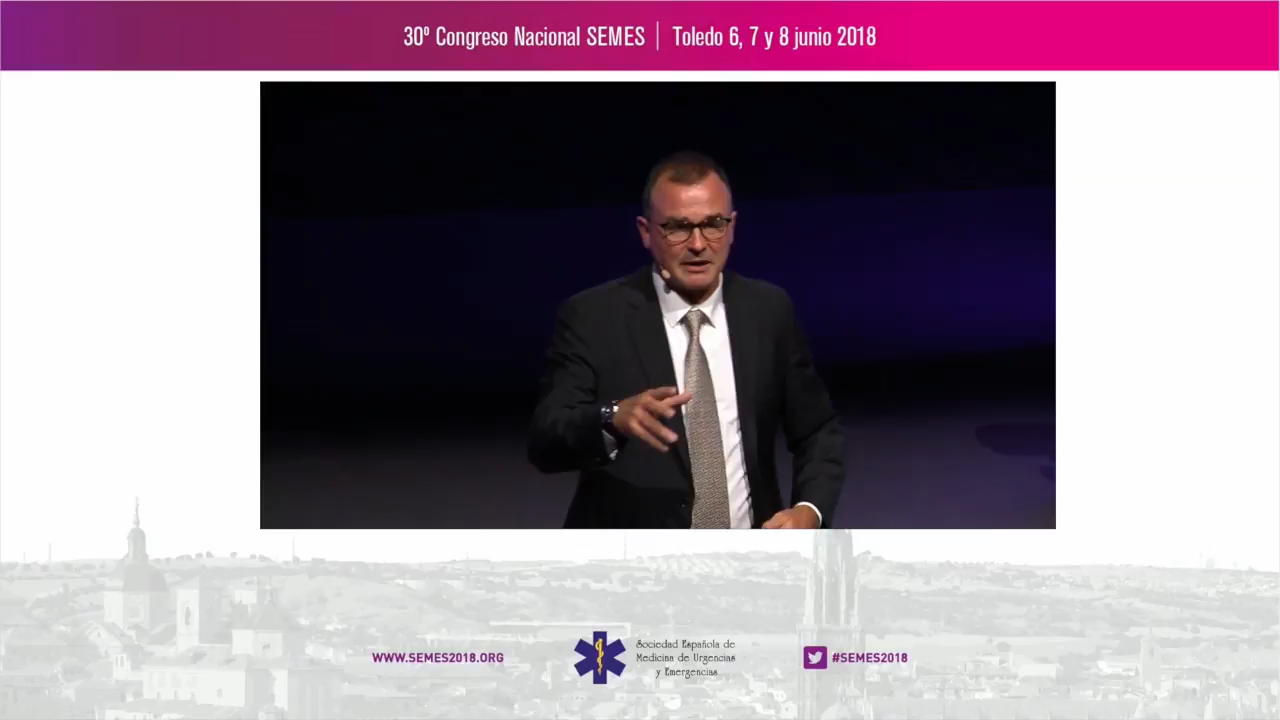 30º Congreso Nacional SEMES | Toledo 6, 7 y 8 junio 2018
WWW.SEMES2018.ORG
Sociedad Española de
Medicina de Urgencias
y Emergencias
#SEMES2018